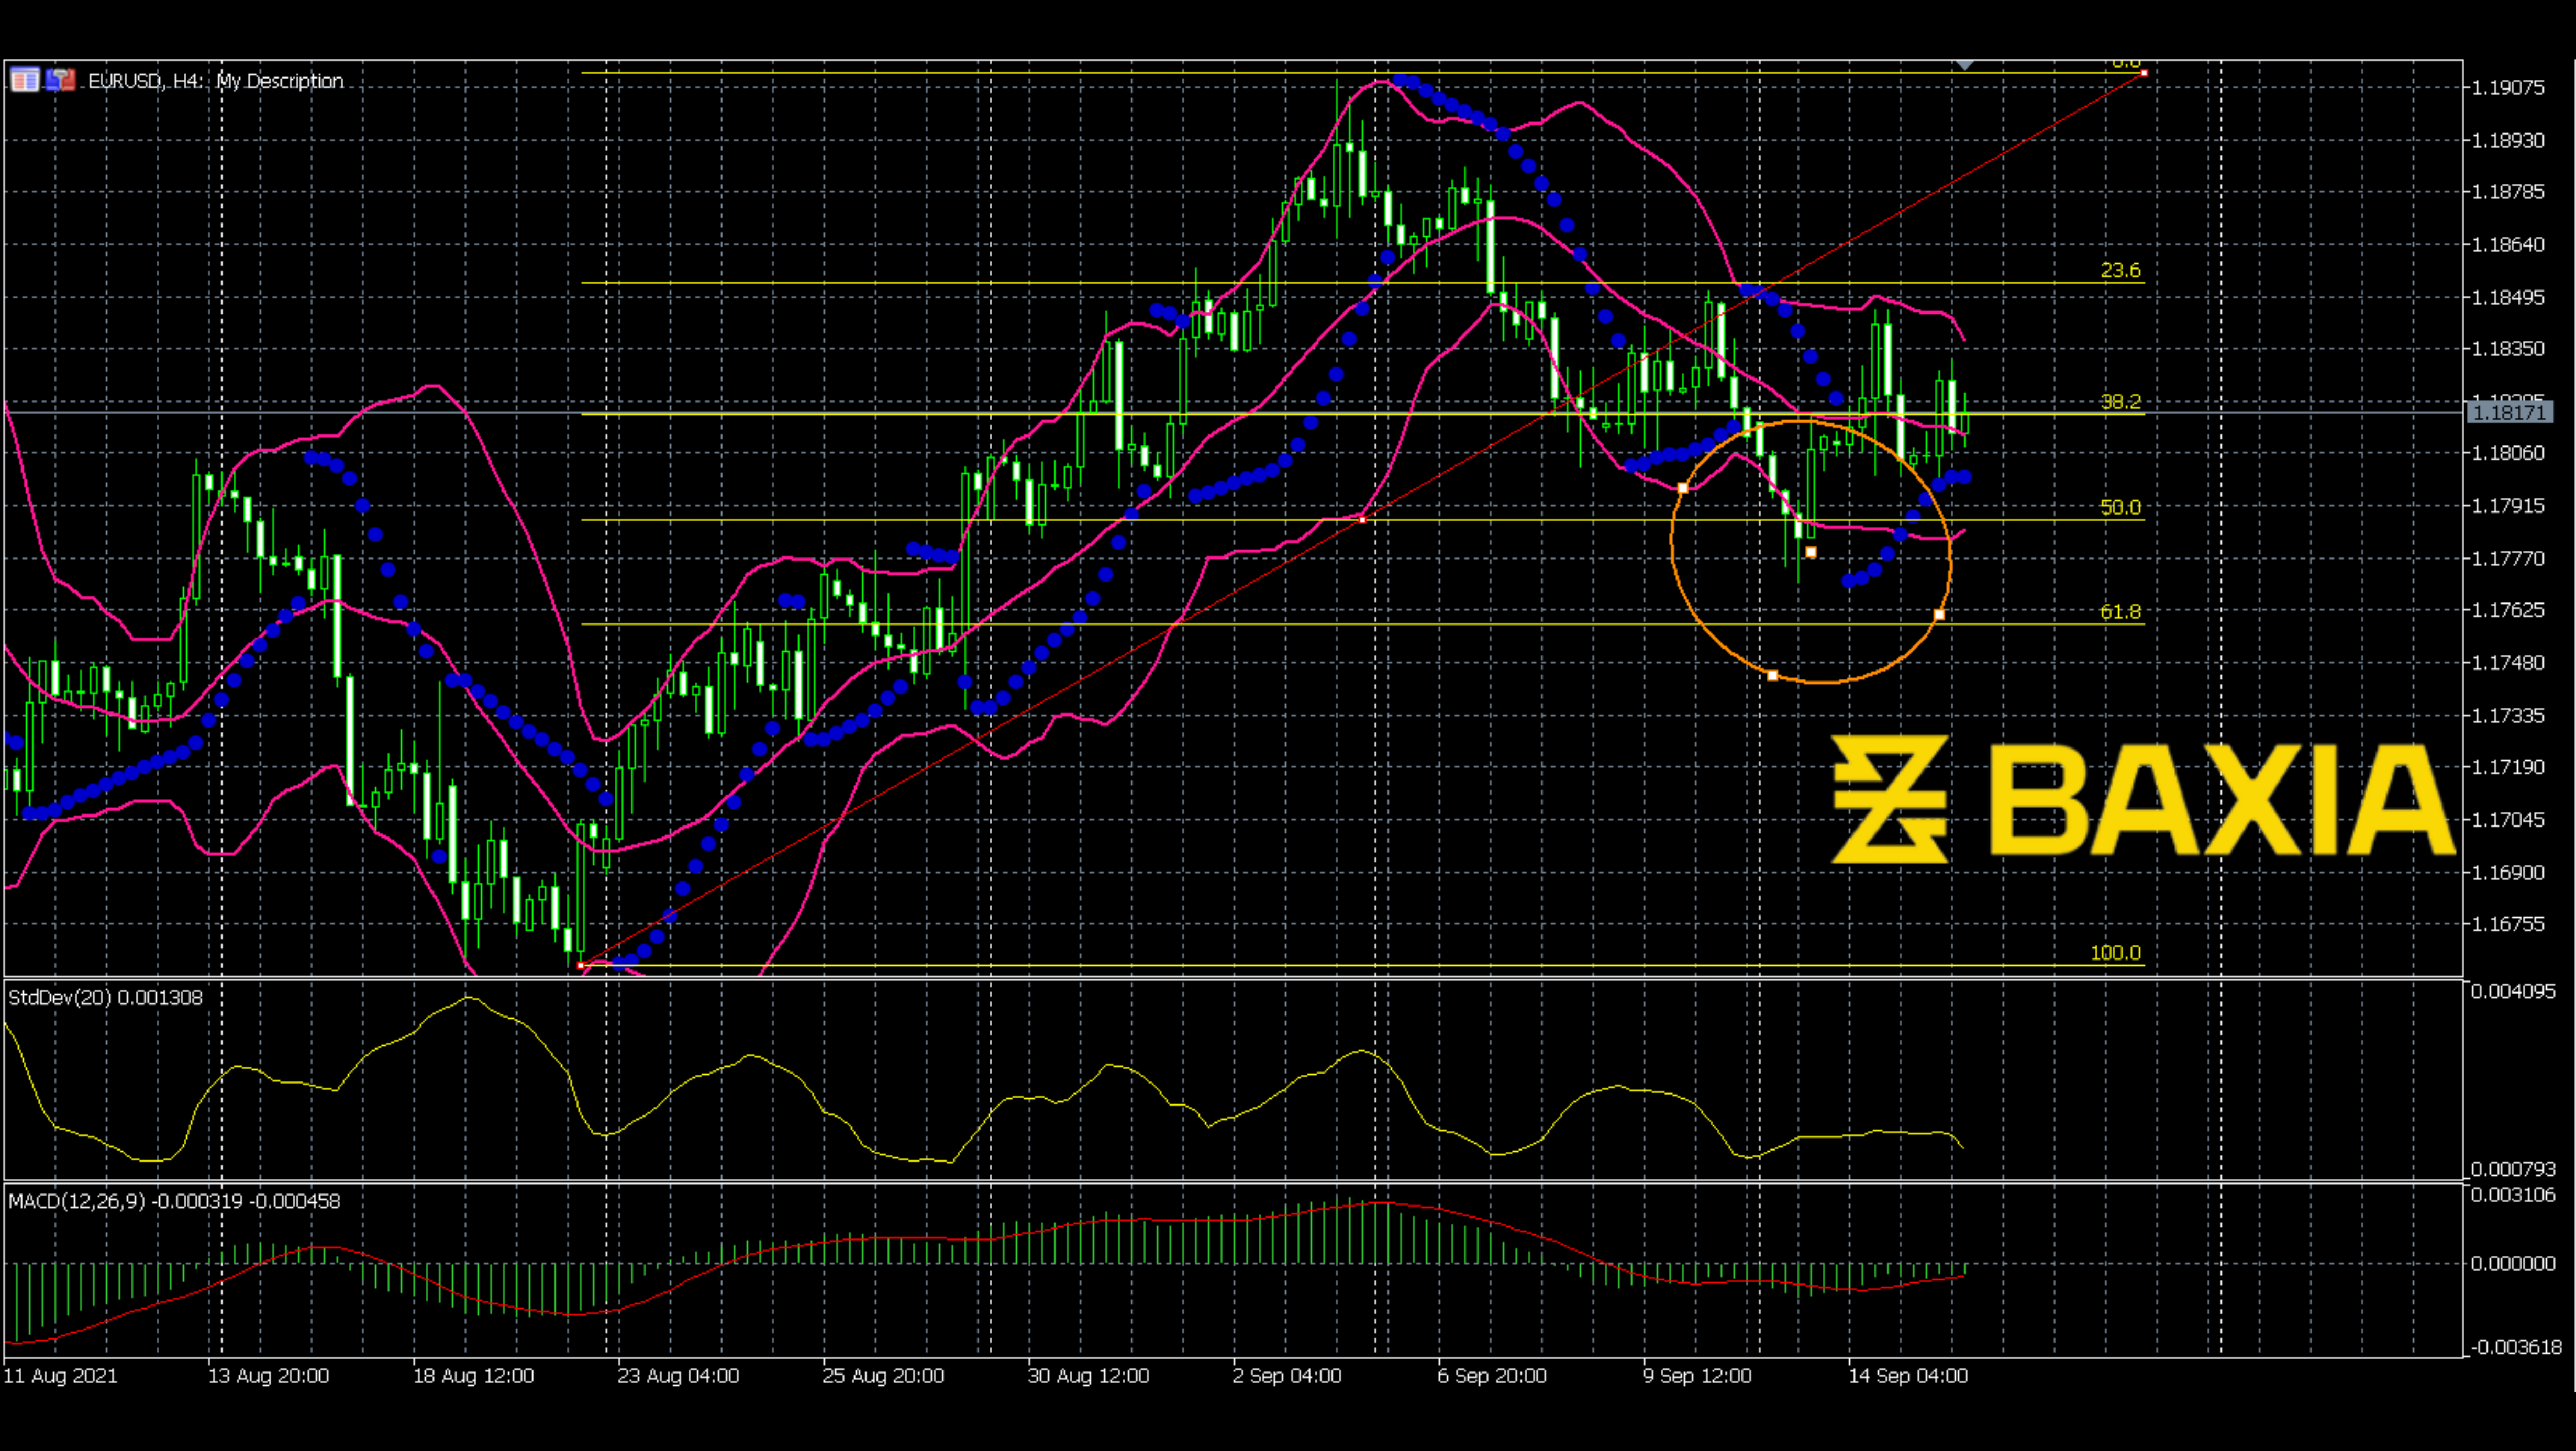 EURUSD, H4: My Description
0.0
1.19075
1.18930
1.18785
1.18640
23.6
1.18495
1.18350
38.2
1.18205
1.18171
1.18060
50.0
1.17915
1.17770
61.8
1.17625
1.17480
1.17335
BAXIA
1.17190
1.17045
1.16900
1.16755
100.0
StdDev(20) 0.001308
0.004095
0.000793
MACD(12,26,9) -0.000319 -0.000458
0.003106
0.000000
-0.003618
11 Aug 2021
13 Aug 20:00
18 Aug 12:00
23 Aug 04:00
25 Aug 20:00
30 Aug 12:00
2 Sep 04:00
6 Sep 20:00
9 Sep 12:00
14 Sep 04:00